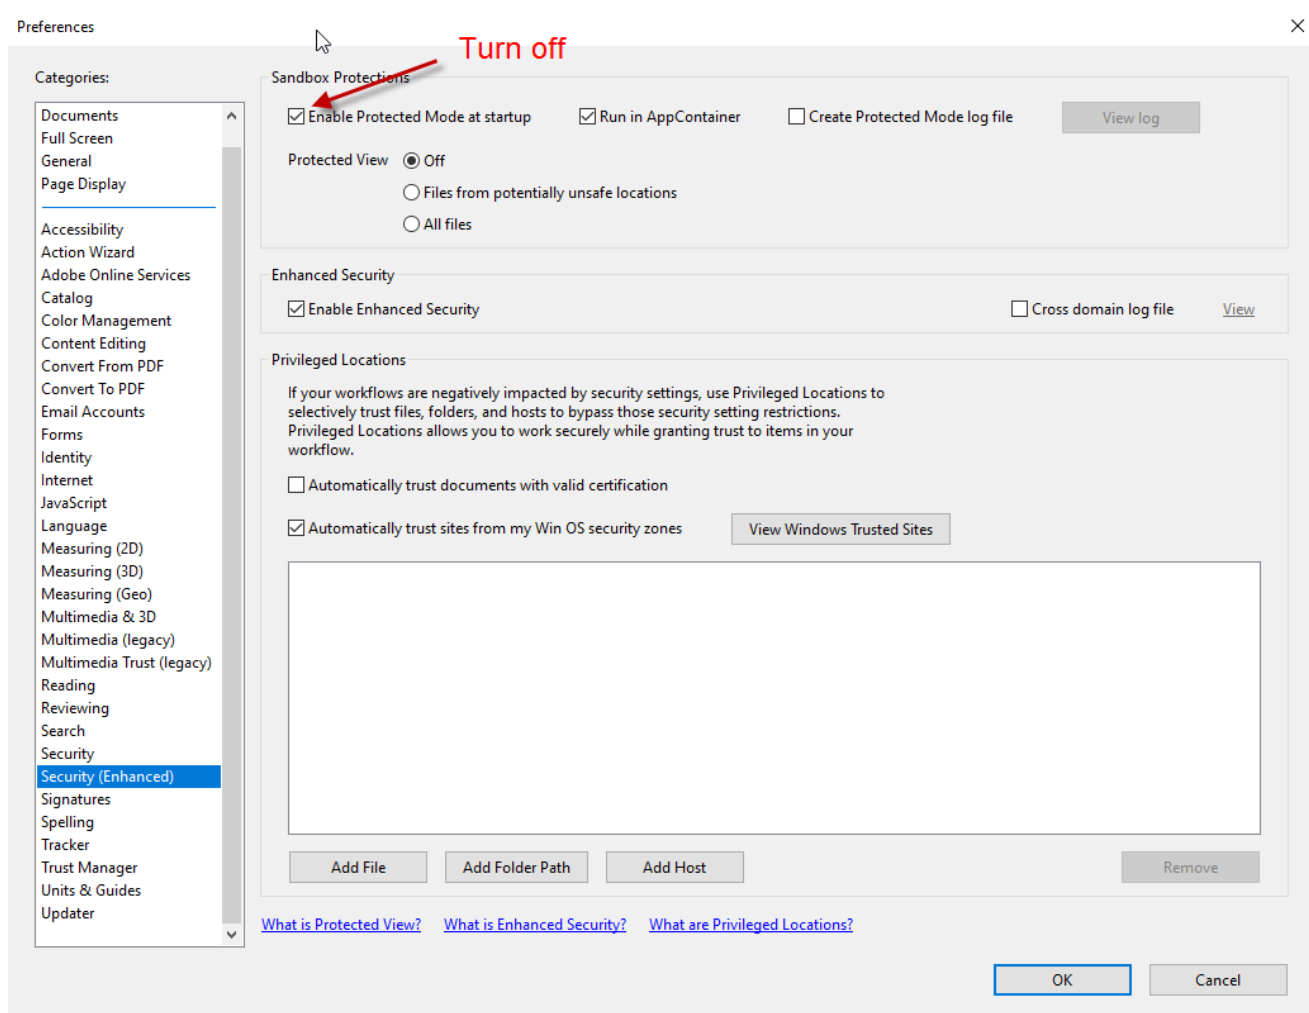 Preferences
Turn off
Categories:
Documents
Full Screen
General
Page Display
Accessibility
Action Wizard
Adobe Online Services
Catalog
Color Management
Content Editing
Convert From PDF
Convert To PDF
Email Accounts
Forms
Identity
Internet
JavaScript
Language
Measuring (2D)
Measuring (3D)
Measuring (Geo)
Multimedia & 3D
Multimedia (legacy)
Multimedia Trust (legacy)
Reading
Reviewing
Search
Security
Security (Enhanced)
Signatures
Spelling
Tracker
Trust Manager
Units & Guides
Updater
Sandbox Protections
Enable Protected Mode at startup Run in AppContainer Create Protected Mode log file View log
Protected View Off
Files from potentially unsafe locations
All files
Enhanced Security
Enable Enhanced Security Cross domain log file View
Privileged Locations
If your workflows are negatively impacted by security settings, use Privileged Locations to
selectively trust files, folders, and hosts to bypass those security setting restrictions.
Privileged Locations allows you to work securely while granting trust to items in your
workflow.
Automatically trust documents with valid certification
Automatically trust sites from my Win OS security zones View Windows Trusted Sites
Add File Add Folder Path Add Host Remove
What is Protected View? What is Enhanced Security? What are Privileged Locations?
OK Cancel